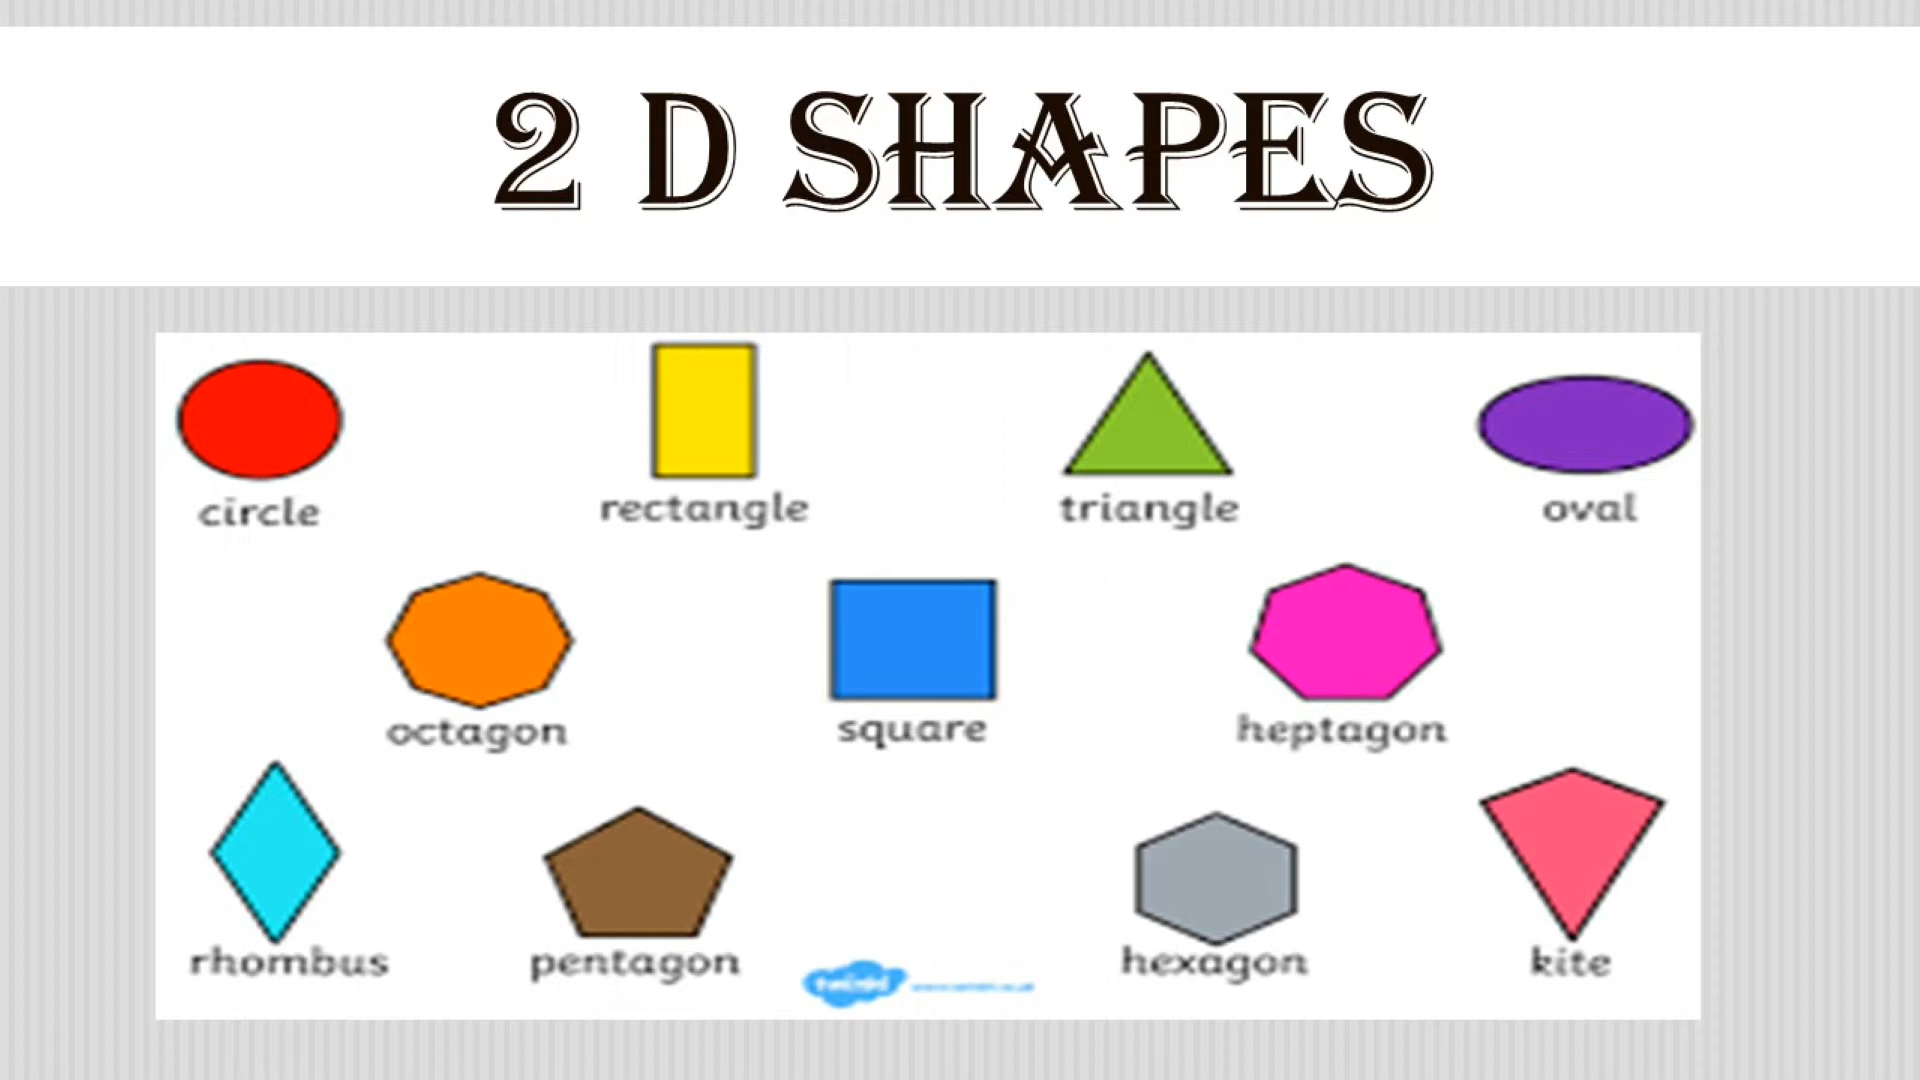 2 D SHAPES
circle rectangle triangle oval
octagon square heptagon
rhombus pentagon hexagon kite